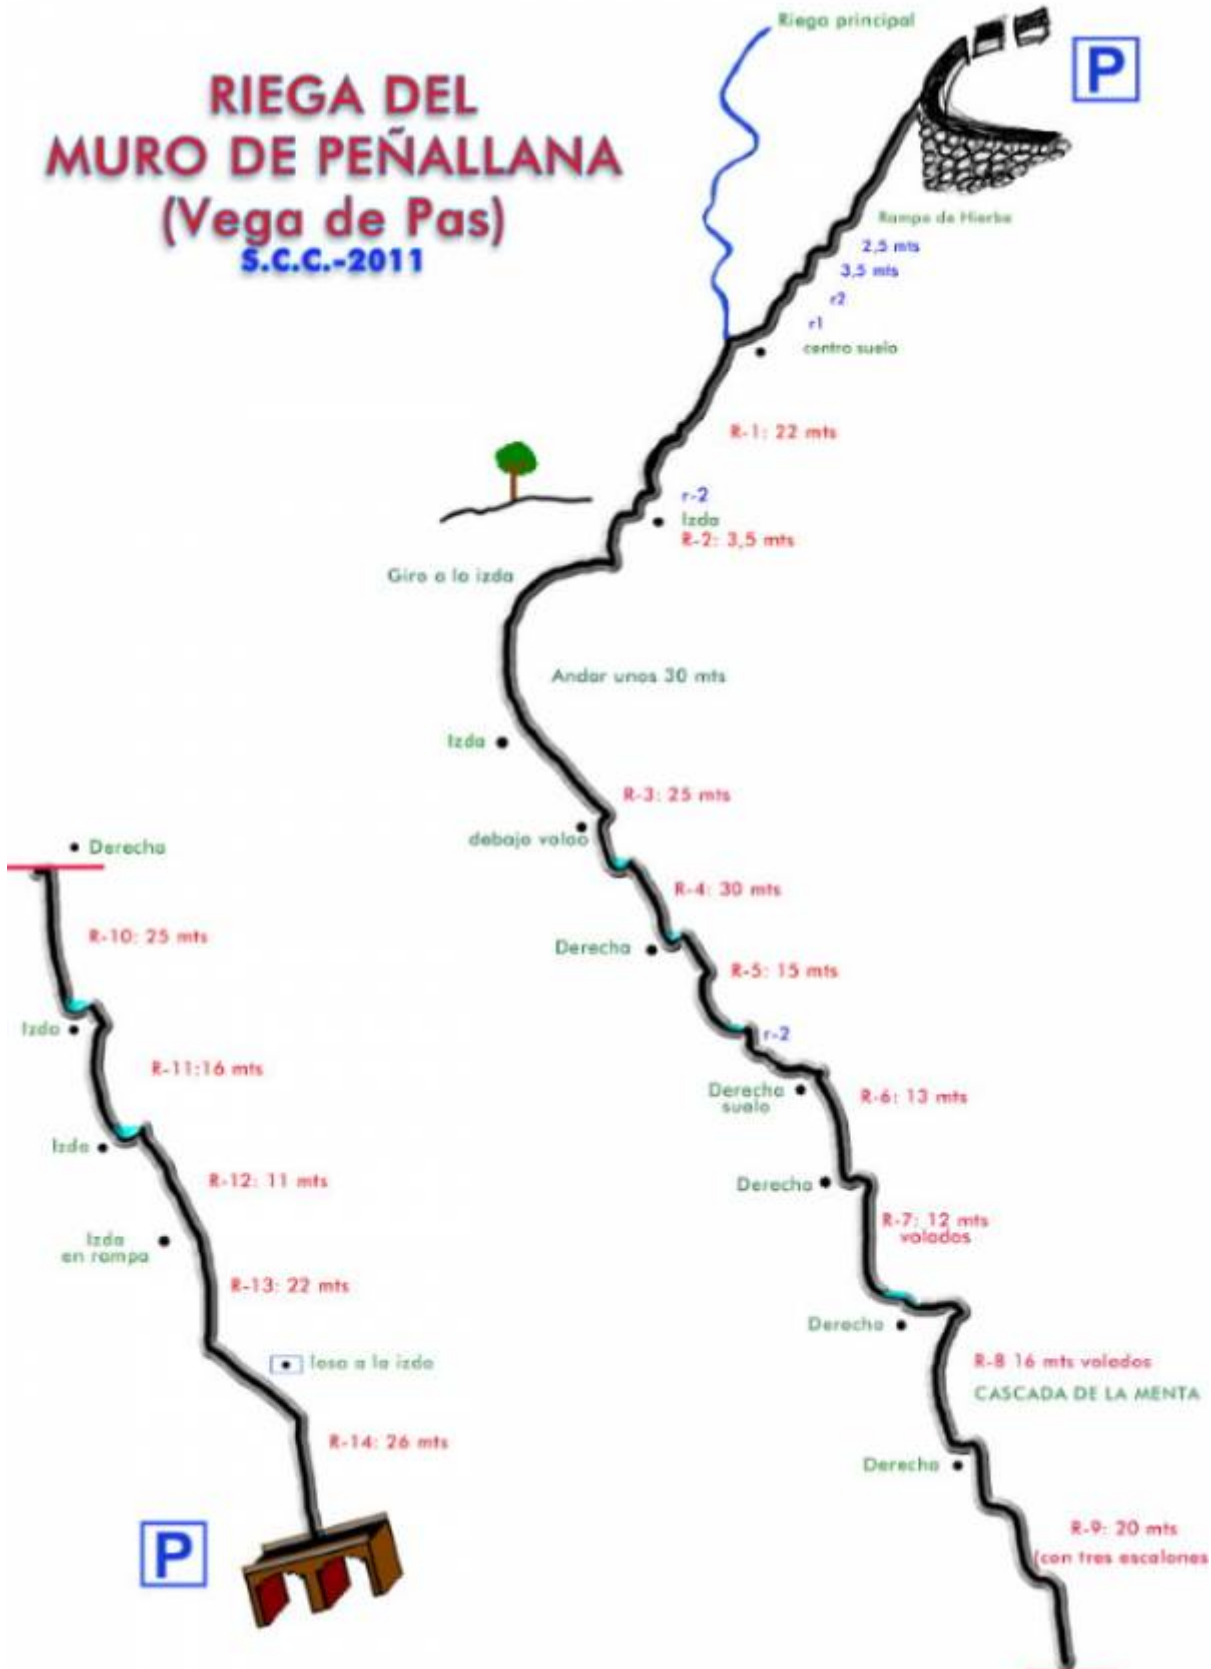 RIEGA DEL
MURO DE PEÑALLANA
(Vega de Pas)
S.C.C.-2011
Riega principal
P
Rampa de Hierba
2,5 mts
3,5 mts
r2
r1
centro suelo
R-1: 22 mts
r-2
Izda
R-2: 3,5 mts
Giro a la izda
Andar unos 30 mts
Izda
R-3: 25 mts
debajo volao
R-4: 30 mts
Derecha
R-5: 15 mts
r-2
Derecha
suelo
R-6: 13 mts
Derecha
R-7: 12 mts
volados
Derecha
R-8 16 mts volados
CASCADA DE LA MENTA
Derecha
R-9: 20 mts
(con tres escalones
Derecha
R-10: 25 mts
Izda
R-11:16 mts
Izda
R-12: 11 mts
Izda
en rampa
R-13: 22 mts
losa a la izda
R-14: 26 mts
P